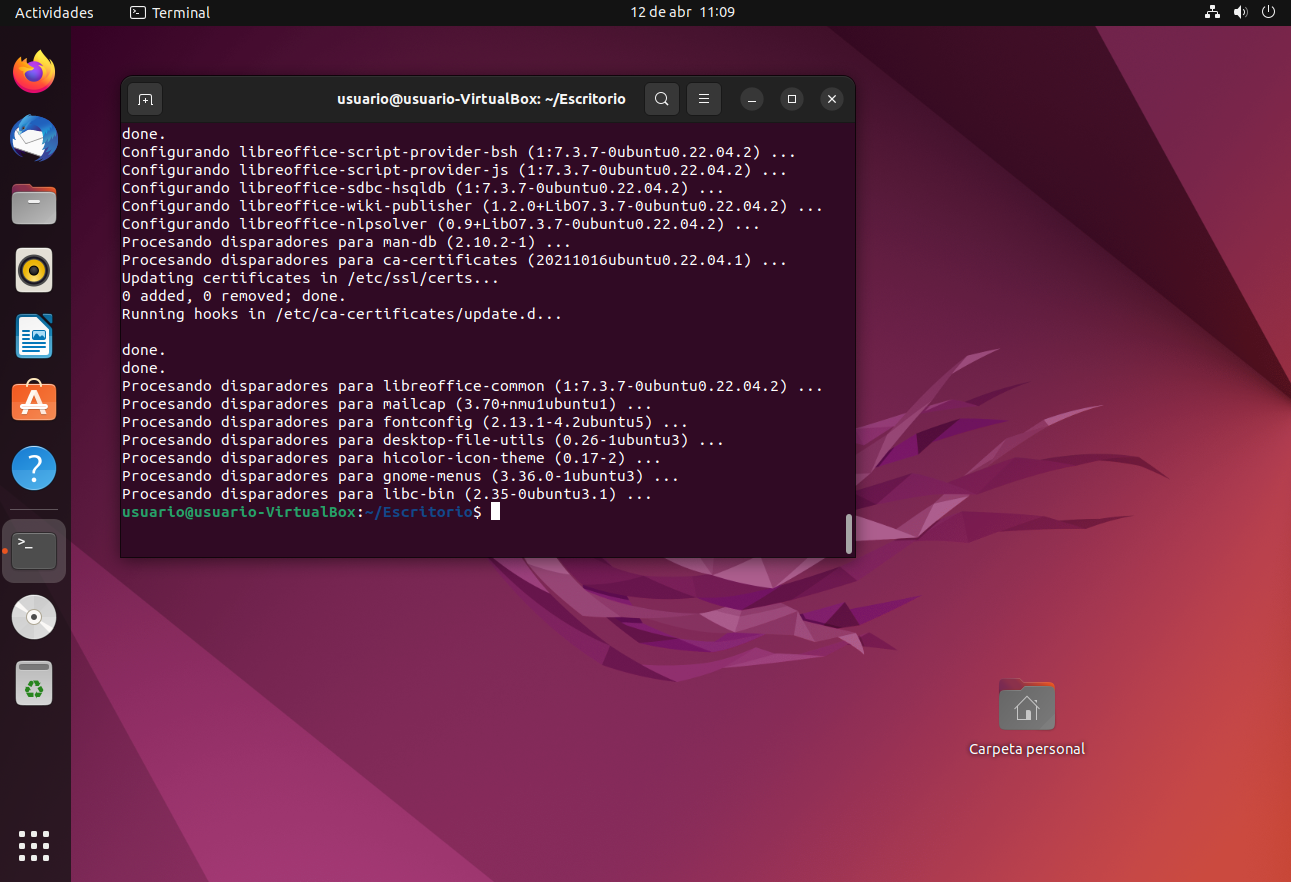 Actividades
Terminal
12 de abr 11:09
usuario@usuario-VirtualBox: ~/Escritorio
done.
Configurando libreoffice-script-provider-bsh (1:7.3.7-0ubuntu0.22.04.2) ...
Configurando libreoffice-script-provider-js (1:7.3.7-0ubuntu0.22.04.2) ...
Configurando libreoffice-sdbc-hsqldb (1:7.3.7-0ubuntu0.22.04.2) ...
Configurando libreoffice-wiki-publisher (1.2.0+LibO7.3.7-0ubuntu0.22.04.2) ...
Configurando libreoffice-nlpsolver (0.9+LibO7.3.7-0ubuntu0.22.04.2) ...
Procesando disparadores para man-db (2.10.2-1) ...
Procesando disparadores para ca-certificates (20211016ubuntu0.22.04.1) ...
Updating certificates in /etc/ssl/certs...
0 added, 0 removed; done.
Running hooks in /etc/ca-certificates/update.d...
done.
done.
Procesando disparadores para libreoffice-common (1:7.3.7-0ubuntu0.22.04.2) ...
Procesando disparadores para mailcap (3.70+nmu1ubuntu1) ...
Procesando disparadores para fontconfig (2.13.1-4.2ubuntu5) ...
Procesando disparadores para desktop-file-utils (0.26-1ubuntu3) ...
Procesando disparadores para hicolor-icon-theme (0.17-2) ...
Procesando disparadores para gnome-menus (3.36.0-1ubuntu3) ...
Procesando disparadores para libc-bin (2.35-0ubuntu3.1) ...
usuario@usuario-VirtualBox:~/Escritorio$
Carpeta personal